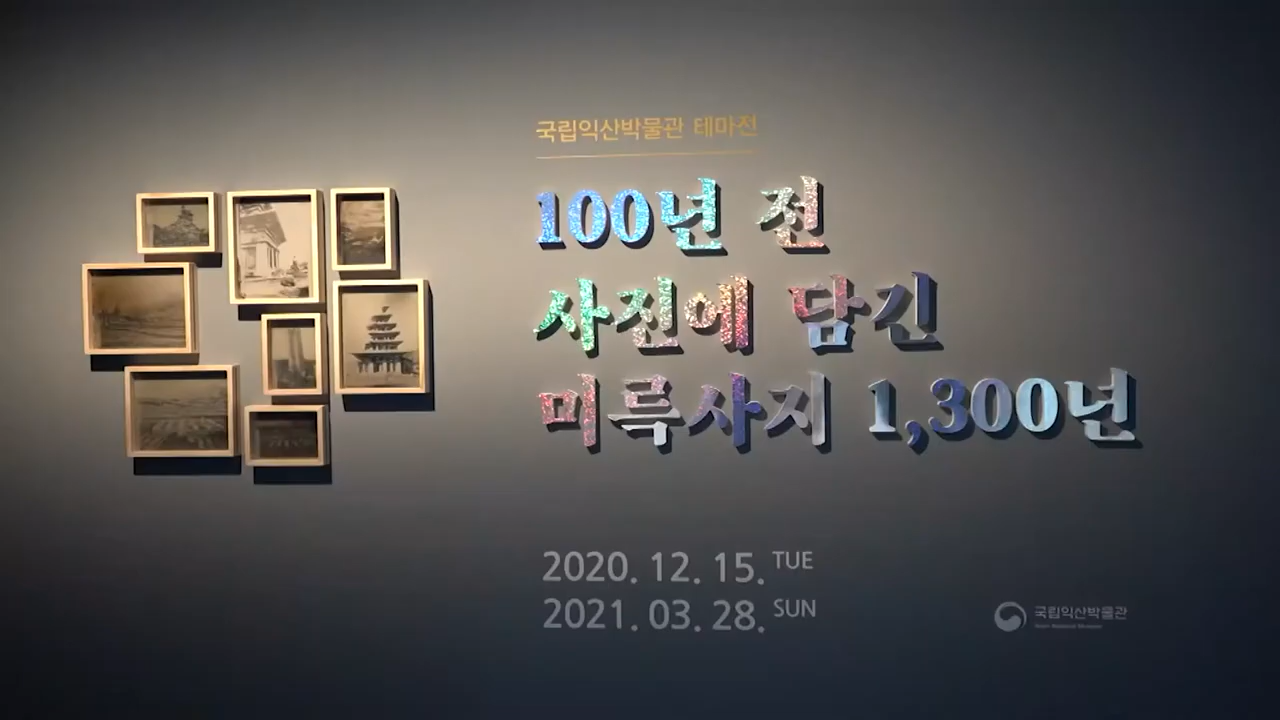 국립익산박물관 테마전
100년 전
사진에 담긴
미륵사지 1,300년
2020. 12. 15. TUE
2021. 03. 28. SUN
국립익산박물관